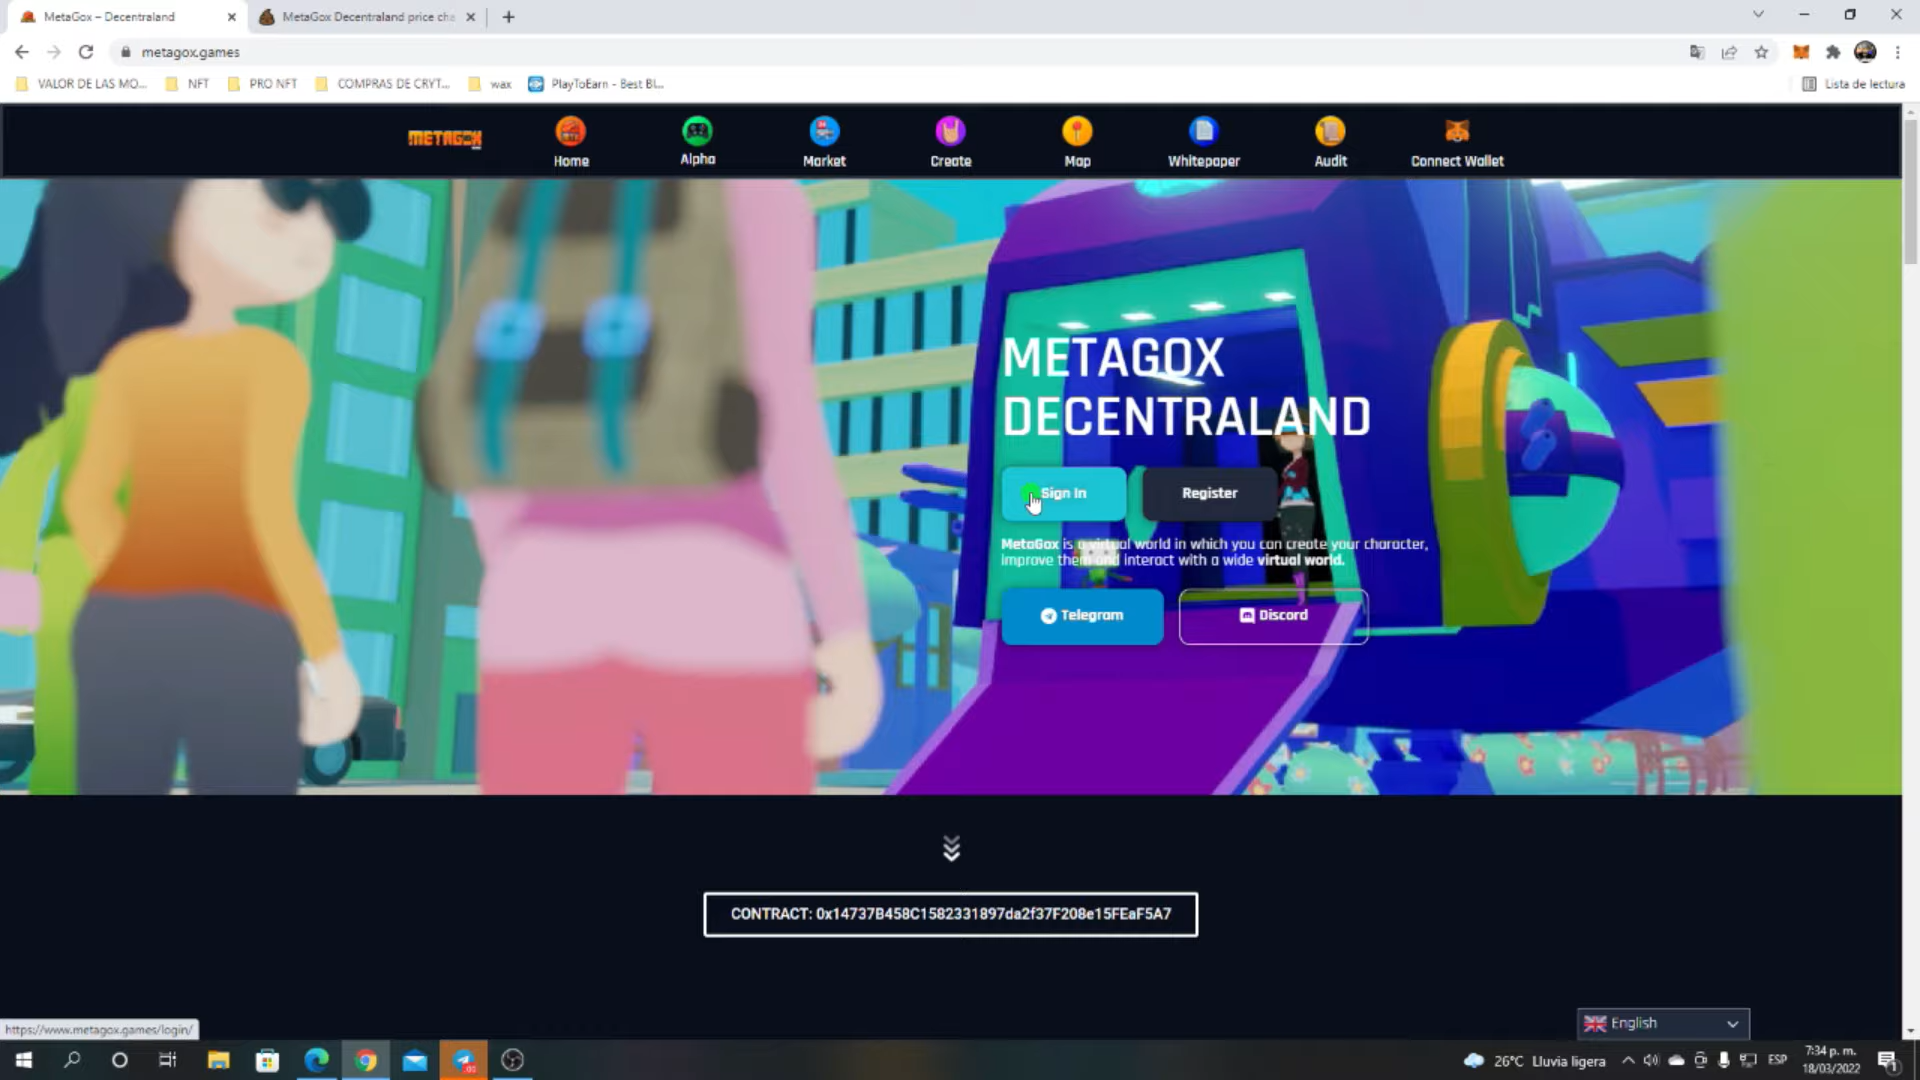 MetaGox – Decentraland
MetaGox Decentraland price cha
metagox.games
VALOR DE LAS MO...
NFT
PRO NFT
COMPRAS DE CRYT...
wax
PlayToEarn - Best Bl...
Lista de lectura
METAGOX
Home
Alpha
Market
Create
Map
Whitepaper
Audit
Connect Wallet
METAGOX
DECENTRALAND
Sign In
Register
MetaGox is a virtual world in which you can create your character,
improve them and interact with a wide virtual world.
Telegram
Discord
CONTRACT: 0x14737B458C1582331897da2f37F208e15FEaF5A7
English
https://www.metagox.games/login/
26°C Lluvia ligera
ESP
7:34 p. m.
18/03/2022